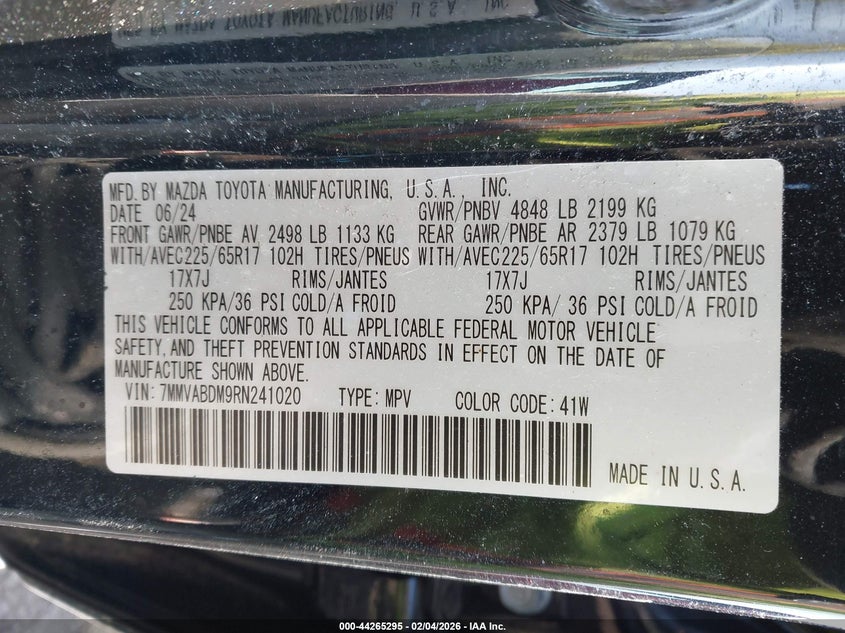 MFD. BY MAZDA TOYOTA MANUFACTURING, U.S.A., INC.
DATE 06/24 GVWR/PNBV 4848 LB 2199 KG
FRONT GAWR/PNBE AV 2498 LB 1133 KG REAR GAWR/PNBE AR 2379 LB 1079 KG
WITH/AVEC225/65R17 102H TIRES/PNEUS WITH/AVEC225/65R17 102H TIRES/PNEUS
17X7J RIMS/JANTES 17X7J RIMS/JANTES
250 KPA/36 PSI COLD/A FROID 250 KPA/ 36 PSI COLD/A FROID
THIS VEHICLE CONFORMS TO ALL APPLICABLE FEDERAL MOTOR VEHICLE
SAFETY, AND THEFT PREVENTION STANDARDS IN EFFECT ON THE DATE OF
MANUFACTURE SHOWN ABOVE.
VIN: 7MMVABDM9RN241020 TYPE: MPV COLOR CODE: 41W
MADE IN U.S.A.
000-44265295 - 02/04/2026 - IAA Inc.